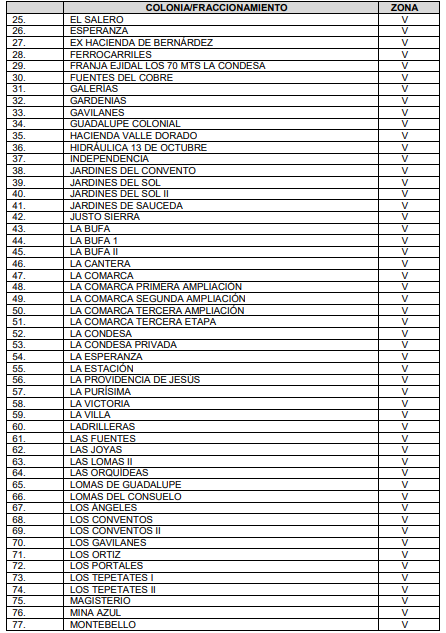 COLONIA/FRACCIONAMIENTO ZONA
25. EL SALERO V
26. ESPERANZA V
27. EX HACIENDA DE BERNÁRDEZ V
28. FERROCARRILES V
29. FRANJA EJIDAL LOS 70 MTS LA CONDESA V
30. FUENTES DEL COBRE V
31. GALERÍAS V
32. GARDENIAS V
33. GAVILANES V
34. GUADALUPE COLONIAL V
35. HACIENDA VALLE DORADO V
36. HIDRÁULICA 13 DE OCTUBRE V
37. INDEPENDENCIA V
38. JARDINES DEL CONVENTO V
39. JARDINES DEL SOL V
40. JARDINES DEL SOL II V
41. JARDINES DE SAUCEDA V
42. JUSTO SIERRA V
43. LA BUFA V
44. LA BUFA 1 V
45. LA BUFA II V
46. LA CANTERA V
47. LA COMARCA V
48. LA COMARCA PRIMERA AMPLIACIÓN V
49. LA COMARCA SEGUNDA AMPLIACIÓN V
50. LA COMARCA TERCERA AMPLIACIÓN V
51. LA COMARCA TERCERA ETAPA V
52. LA CONDESA V
53. LA CONDESA PRIVADA V
54. LA ESPERANZA V
55. LA ESTACIÓN V
56. LA PROVIDENCIA DE JESÚS V
57. LA PURÍSIMA V
58. LA VICTORIA V
59. LA VILLA V
60. LADRILLERAS V
61. LAS FUENTES V
62. LAS JOYAS V
63. LAS LOMAS II V
64. LAS ORQUÍDEAS V
65. LOMAS DE GUADALUPE V
66. LOMAS DEL CONSUELO V
67. LOS ÁNGELES V
68. LOS CONVENTOS V
69. LOS CONVENTOS II V
70. LOS GAVILANES V
71. LOS ORTIZ V
72. LOS PORTALES V
73. LOS TEPETATES I V
74. LOS TEPETATES II V
75. MAGISTERIO V
76. MINA AZUL V
77. MONTEBELLO V